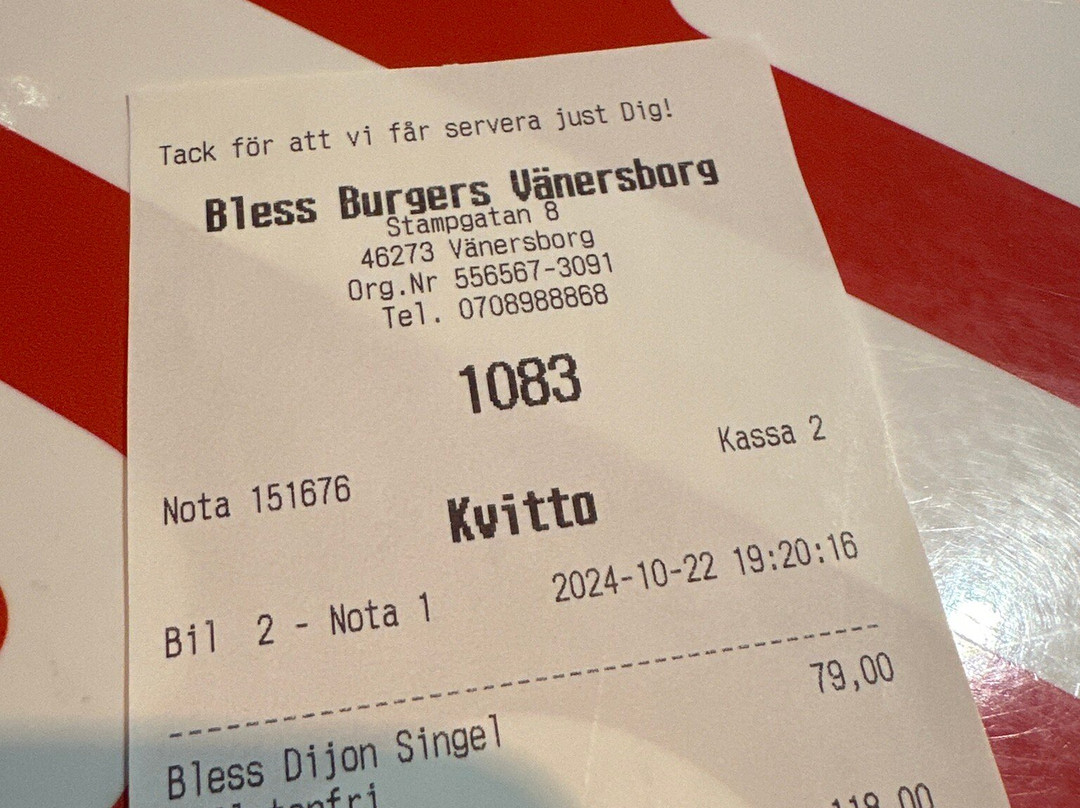 Tack för att vi får servera just Dig!
Bless Burgers Vänersborg
Stampgatan 8
46273 Vänersborg
Org.Nr 556567-3091
Tel. 0708988868
1083
Kassa 2
Nota 151676
Kvitto
2024-10-22 19:20:16
Bil 2 - Nota 1
79,00
Bless Dijon Singel